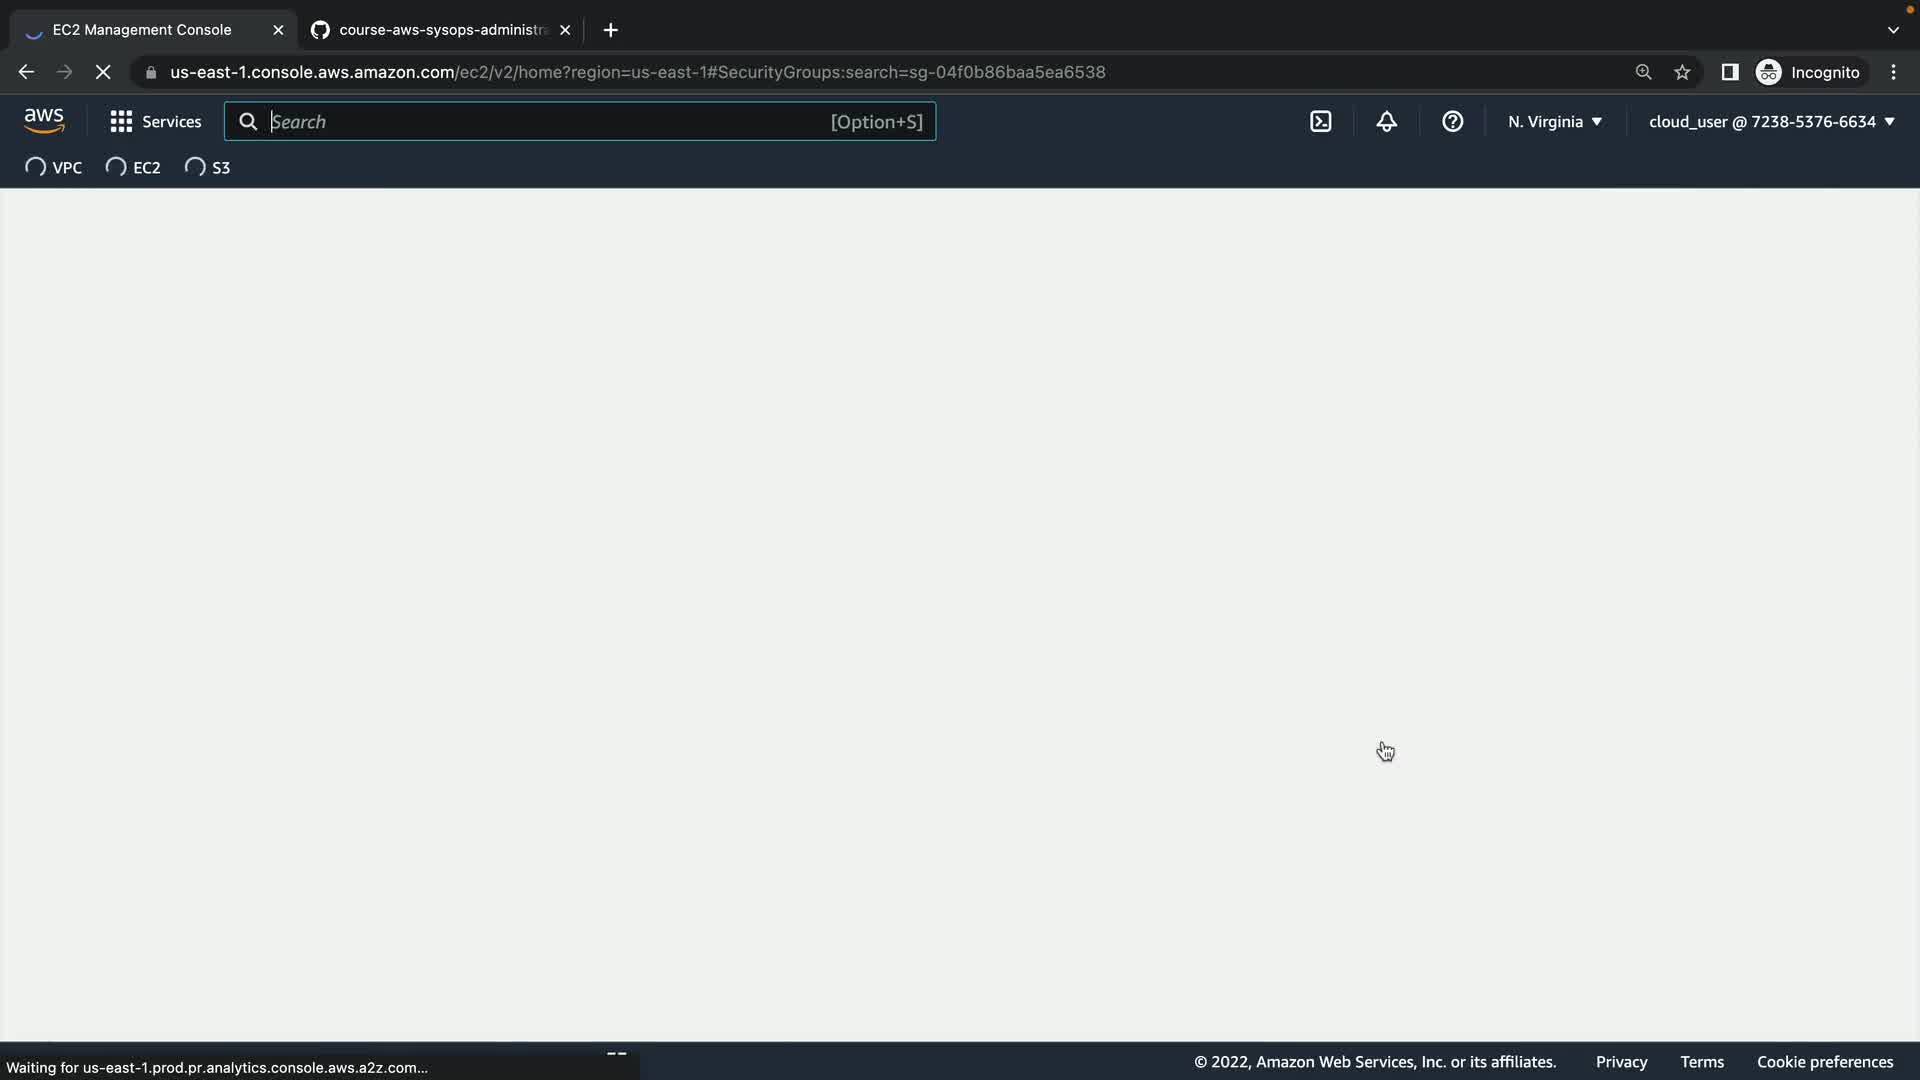 EC2 Management Console
course-aws-sysops-administra
us-east-1.console.aws.amazon.com/ec2/v2/home?region=us-east-1#SecurityGroups:search=sg-04f0b86baa5ea6538
Incognito
aws
Services
Search
[Option+S]
N. Virginia
cloud_user @ 7238-5376-6634
VPC
EC2
S3
Waiting for us-east-1.prod.pr.analytics.console.aws.a2z.com...
© 2022, Amazon Web Services, Inc. or its affiliates.
Privacy
Terms
Cookie preferences